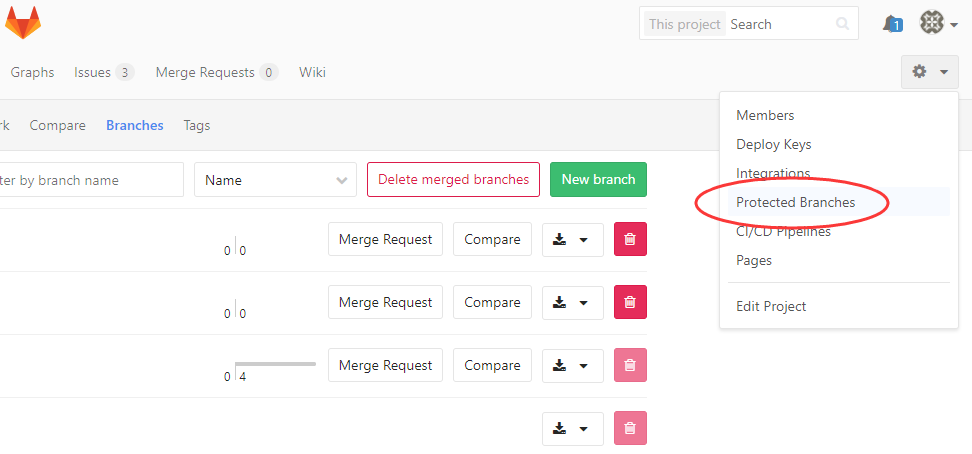 This project Search
1
Graphs Issues 3 Merge Requests 0 Wiki
rk Compare Branches Tags
Members
Deploy Keys
Integrations
Protected Branches
CI/CD Pipelines
Pages
Edit Project
ter by branch name Name Delete merged branches New branch
0 0 Merge Request Compare
0 0 Merge Request Compare
0 4 Merge Request Compare